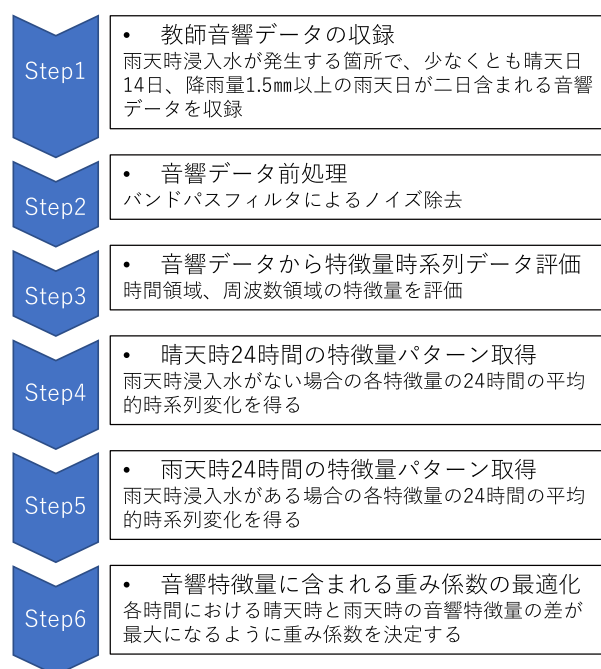 Step1
• 教師音響データの収録
雨天時浸入水が発生する箇所で、少なくとも晴天日
14日、降雨量1.5㎜以上の雨天日が二日含まれる音響
データを収録
Step2
• 音響データ前処理
バンドパスフィルタによるノイズ除去
Step3
• 音響データから特徴量時系列データ評価
時間領域、周波数領域の特徴量を評価
Step4
• 晴天時24時間の特徴量パターン取得
雨天時浸入水がない場合の各特徴量の24時間の平均
的時系列変化を得る
Step5
• 雨天時24時間の特徴量パターン取得
雨天時浸入水がある場合の各特徴量の24時間の平均
的時系列変化を得る
Step6
• 音響特徴量に含まれる重み係数の最適化
各時間における晴天時と雨天時の音響特徴量の差が
最大になるように重み係数を決定する